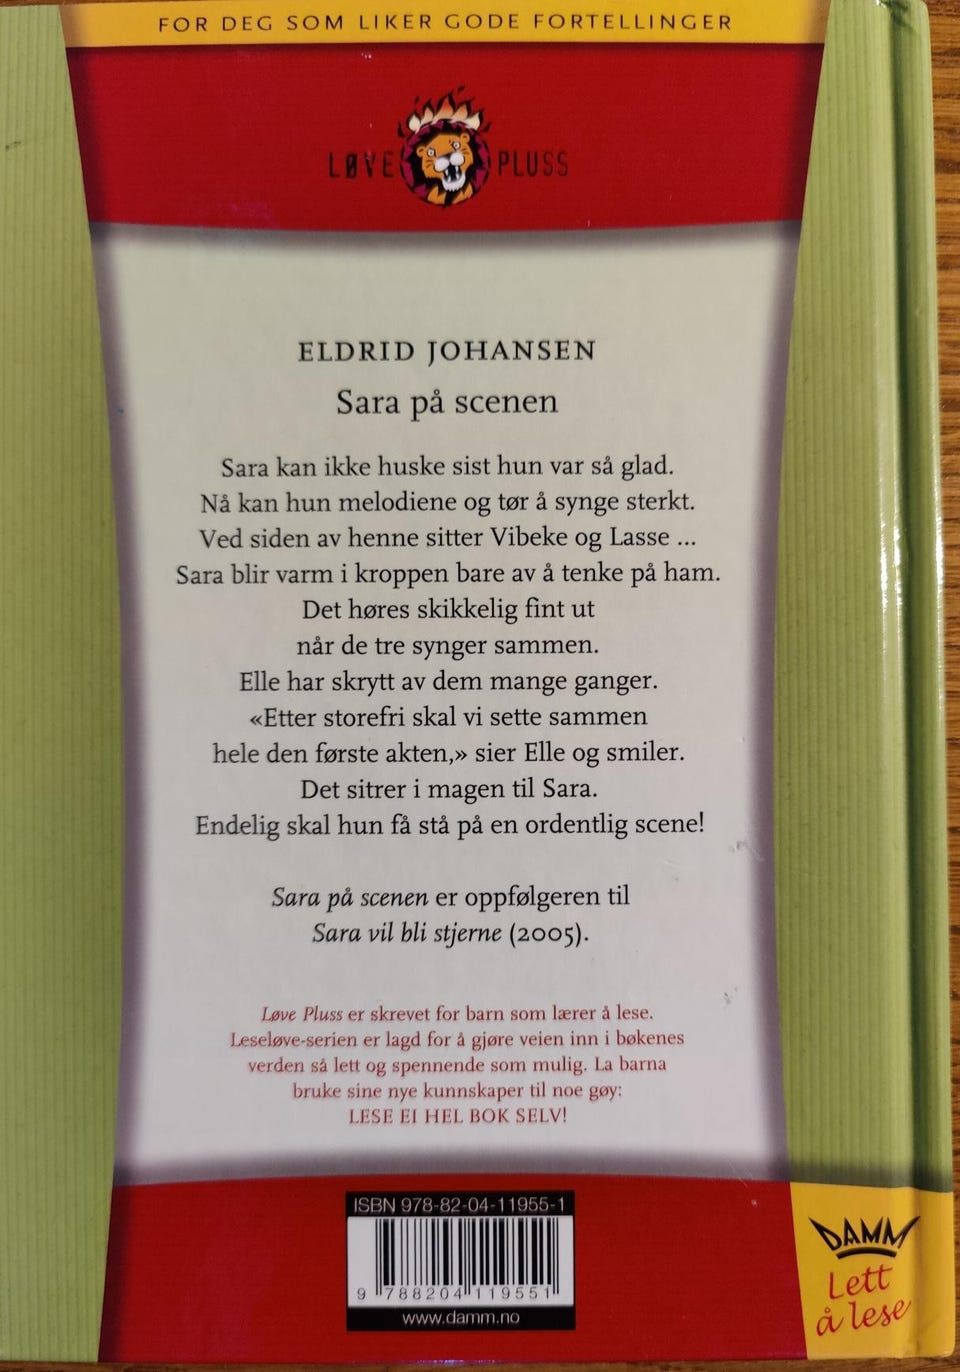 FOR DEG SOM LIKER GODE FORTELLINGER
LØVE PLUSS
ELDRID JOHANSEN
Sara på scenen
Sara kan ikke huske sist hun var så glad.
Nå kan hun melodiene og tør å synge sterkt.
Ved siden av henne sitter Vibeke og Lasse ...
Sara blir varm i kroppen bare av å tenke på ham.
Det høres skikkelig fint ut
når de tre synger sammen.
Elle har skrytt av dem mange ganger.
«Etter storefri skal vi sette sammen
hele den første akten,» sier Elle og smiler.
Det sitrer i magen til Sara.
Endelig skal hun få stå på en ordentlig scene!
Sara på scenen er oppfølgeren til
Sara vil bli stjerne (2005).
Løve Pluss er skrevet for barn som lærer å lese.
Leseløve-serien er lagd for å gjøre veien inn i bøkenes
verden så lett og spennende som mulig. La barna
bruke sine nye kunnskaper til noe gøy:
LESE EI HEL BOK SELV!
ISBN 978-82-04-11955-1
9 788204 119551
www.damm.no
DAMM
Lett
å lese